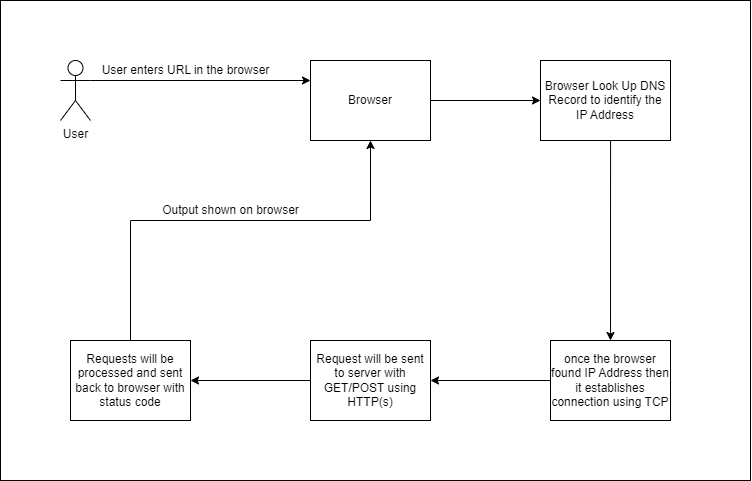 User enters URL in the browser
User
Browser
Browser Look Up DNS
Record to identify the
IP Address
Output shown on browser
Requests will be
processed and sent
back to browser with
status code
Request will be sent
to server with
GET/POST using
HTTP(s)
once the browser
found IP Address then
it establishes
connection using TCP